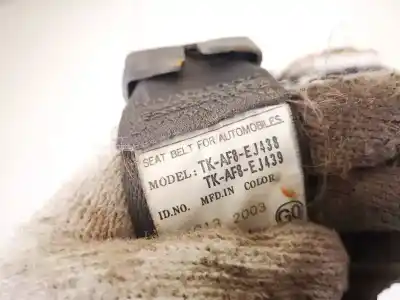 SEAT BELT FOR AUTOMOBILES.
MODEL: TK-AF8-EJ438
TK-AF8-EJ439
ID.NO. MFD.IN COLOR
2003